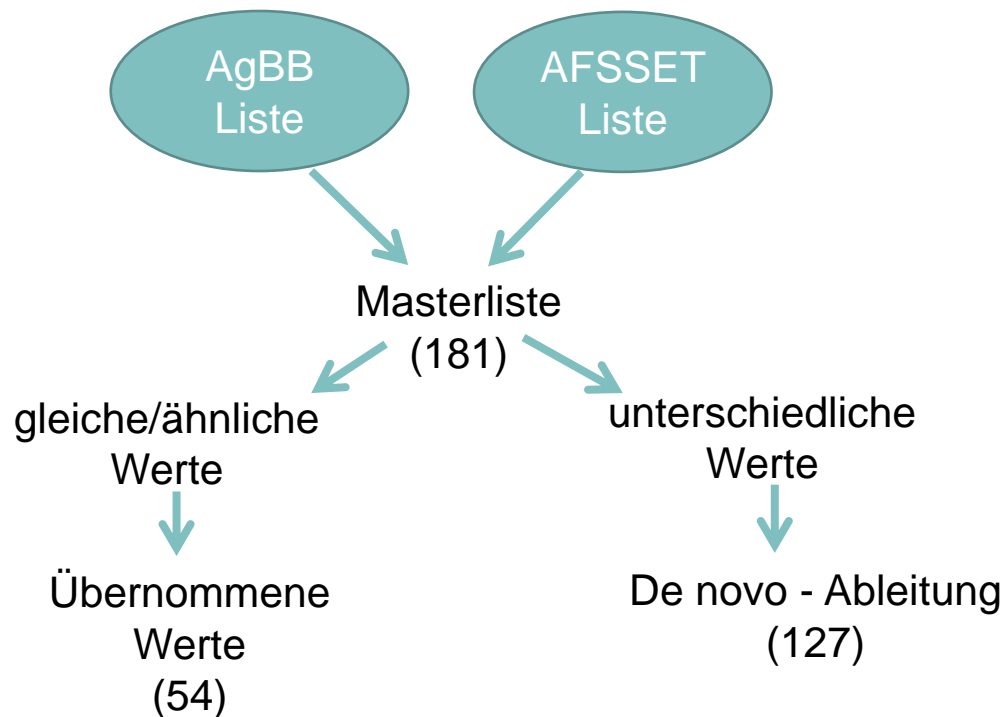 AgBB
Liste
AFSSET
Liste
Masterliste
(181)
gleiche/ähnliche
Werte
unterschiedliche
Werte
Übernommene
Werte
(54)
De novo - Ableitung
(127)